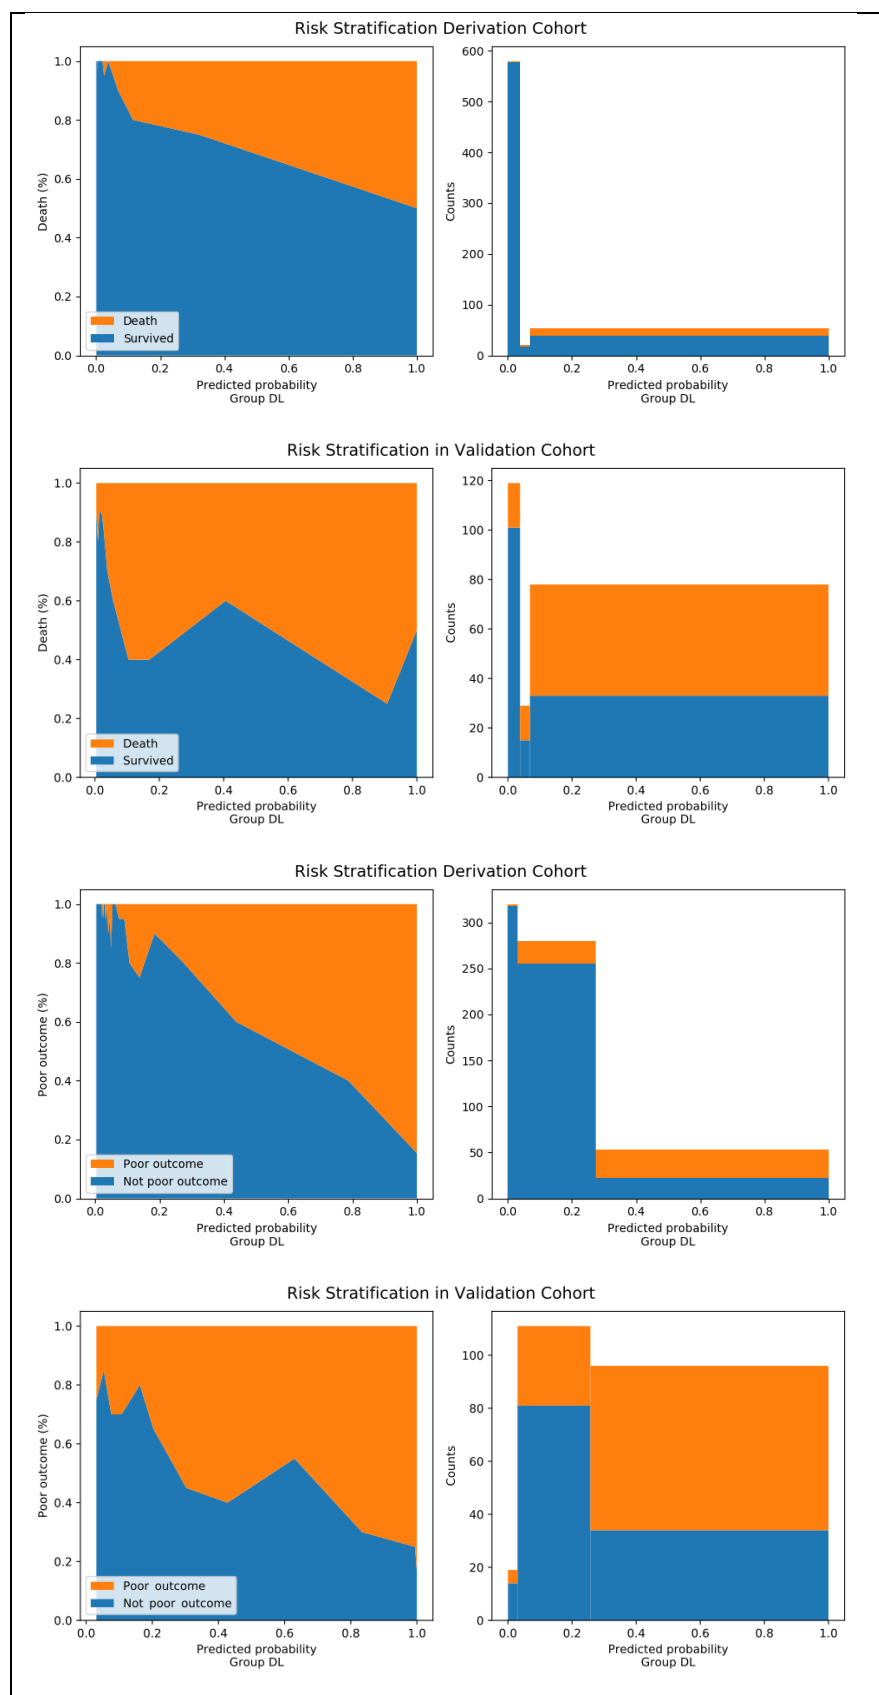 Risk Stratification Derivation Cohort
1.0
0.8
0.6
0.4
0.2
0.0
Death (%)
Death
Survived
0.0 0.2 0.4 0.6 0.8 1.0
Predicted probability
Group DL
600
500
400
300
200
100
0
Counts
0.0 0.2 0.4 0.6 0.8 1.0
Predicted probability
Group DL
Risk Stratification in Validation Cohort
1.0
0.8
0.6
0.4
0.2
0.0
Death (%)
Death
Survived
0.0 0.2 0.4 0.6 0.8 1.0
Predicted probability
Group DL
120
100
80
60
40
20
0
Counts
0.0 0.2 0.4 0.6 0.8 1.0
Predicted probability
Group DL
Risk Stratification Derivation Cohort
1.0
0.8
0.6
0.4
0.2
0.0
Poor outcome (%)
Poor outcome
Not poor outcome
0.0 0.2 0.4 0.6 0.8 1.0
Predicted probability
Group DL
300
250
200
150
100
50
0
Counts
0.0 0.2 0.4 0.6 0.8 1.0
Predicted probability
Group DL
Risk Stratification in Validation Cohort
1.0
0.8
0.6
0.4
0.2
0.0
Poor outcome (%)
Poor outcome
Not poor outcome
0.0 0.2 0.4 0.6 0.8 1.0
Predicted probability
Group DL
100
80
60
40
20
0
Counts
0.0 0.2 0.4 0.6 0.8 1.0
Predicted probability
Group DL